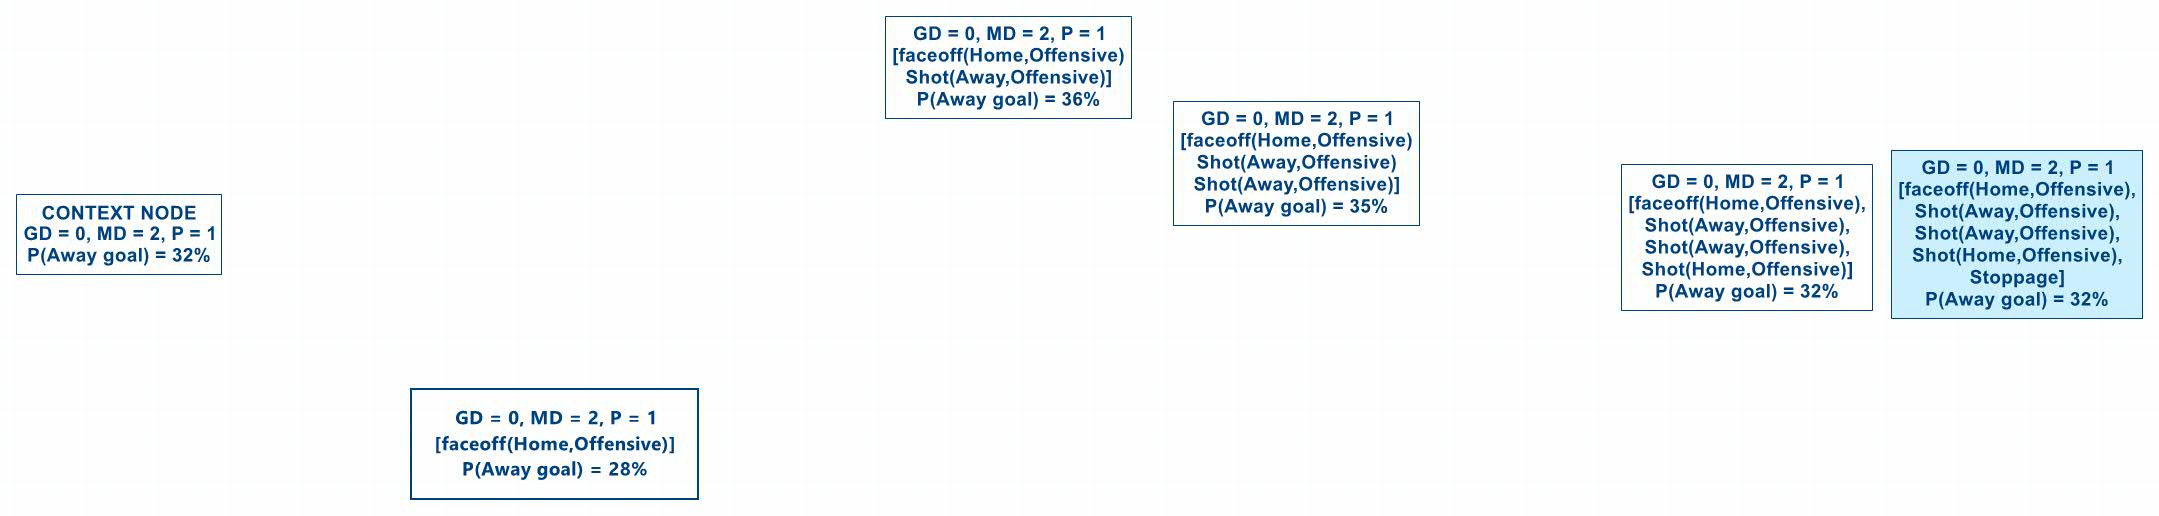 CONTEXT NODE
GD = 0, MD = 2, P = 1
P(Away goal) = 32%
GD = 0, MD = 2, P = 1
[faceoff(Home,Offensive)]
P(Away goal) = 28%
GD = 0, MD = 2, P = 1
[faceoff(Home,Offensive)
Shot(Away,Offensive)]
P(Away goal) = 36%
GD = 0, MD = 2, P = 1
[faceoff(Home,Offensive)
Shot(Away,Offensive)
Shot(Away,Offensive)]
P(Away goal) = 35%
GD = 0, MD = 2, P = 1
[faceoff(Home,Offensive),
Shot(Away,Offensive),
Shot(Away,Offensive),
Shot(Home,Offensive)]
P(Away goal) = 32%
GD = 0, MD = 2, P = 1
[faceoff(Home,Offensive),
Shot(Away,Offensive),
Shot(Away,Offensive),
Shot(Home,Offensive),
Stoppage]
P(Away goal) = 32%